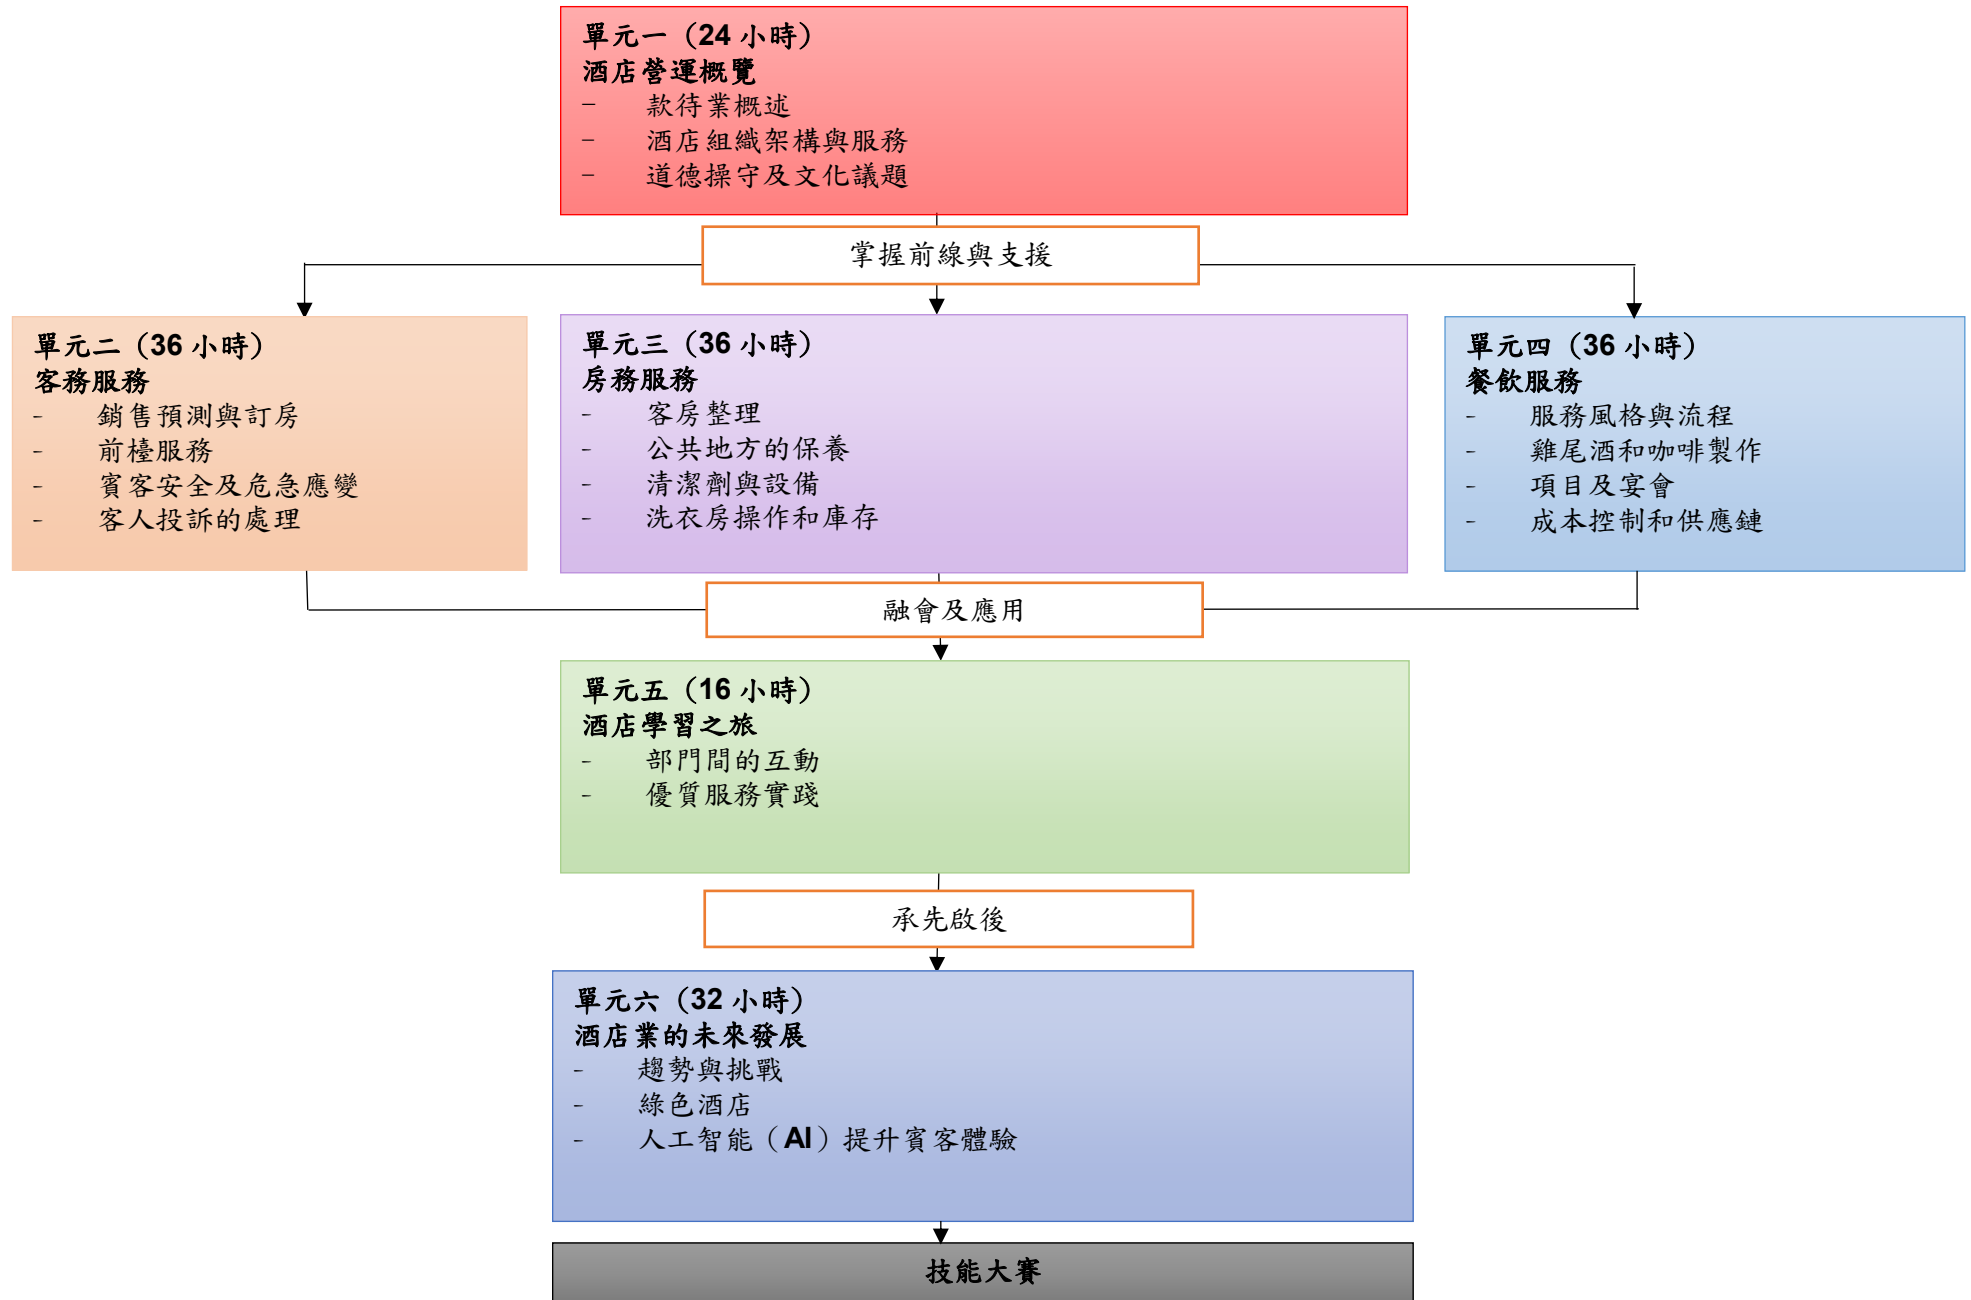 單元一（24 小時）
酒店營運概覽
- 款待業概述
- 酒店組織架構與服務
- 道德操守及文化議題
掌握前線與支援
單元二（36 小時）
客務服務
- 銷售預測與訂房
- 前檯服務
- 賓客安全及危急應變
- 客人投訴的處理
單元三（36 小時）
房務服務
- 客房整理
- 公共地方的保養
- 清潔劑與設備
- 洗衣房操作和庫存
單元四（36 小時）
餐飲服務
- 服務風格與流程
- 雞尾酒和咖啡製作
- 項目及宴會
- 成本控制和供應鏈
融會及應用
單元五（16 小時）
酒店學習之旅
- 部門間的互動
- 優質服務實踐
承先啟後
單元六（32 小時）
酒店業的未來發展
- 趨勢與挑戰
- 綠色酒店
- 人工智能（AI）提升賓客體驗
技能大賽